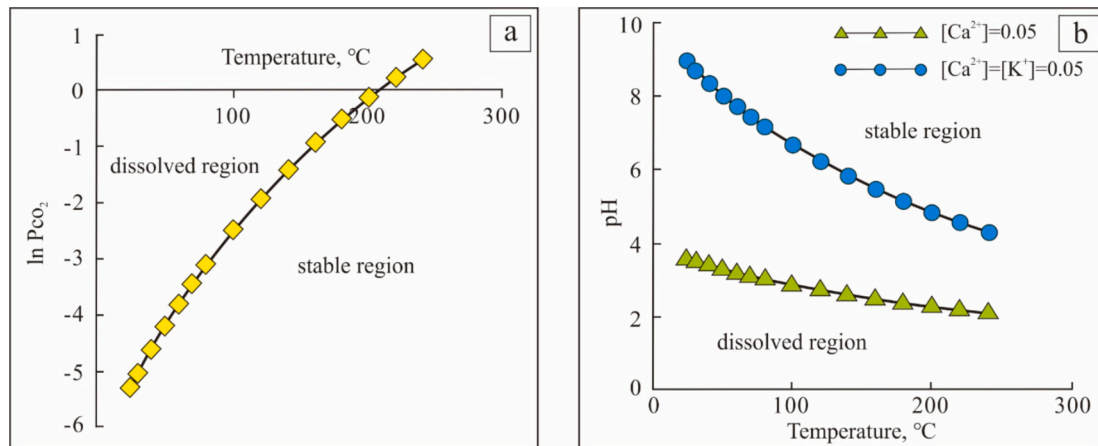 a
1
0
-1
-2
-3
-4
-5
-6
ln Pco₂
Temperature, °C
100
200
300
dissolved region
stable region
b
10
8
6
4
2
0
pH
[Ca²⁺]=0.05
[Ca²⁺]=[K⁺]=0.05
stable region
dissolved region
0
100
200
300
Temperature, °C